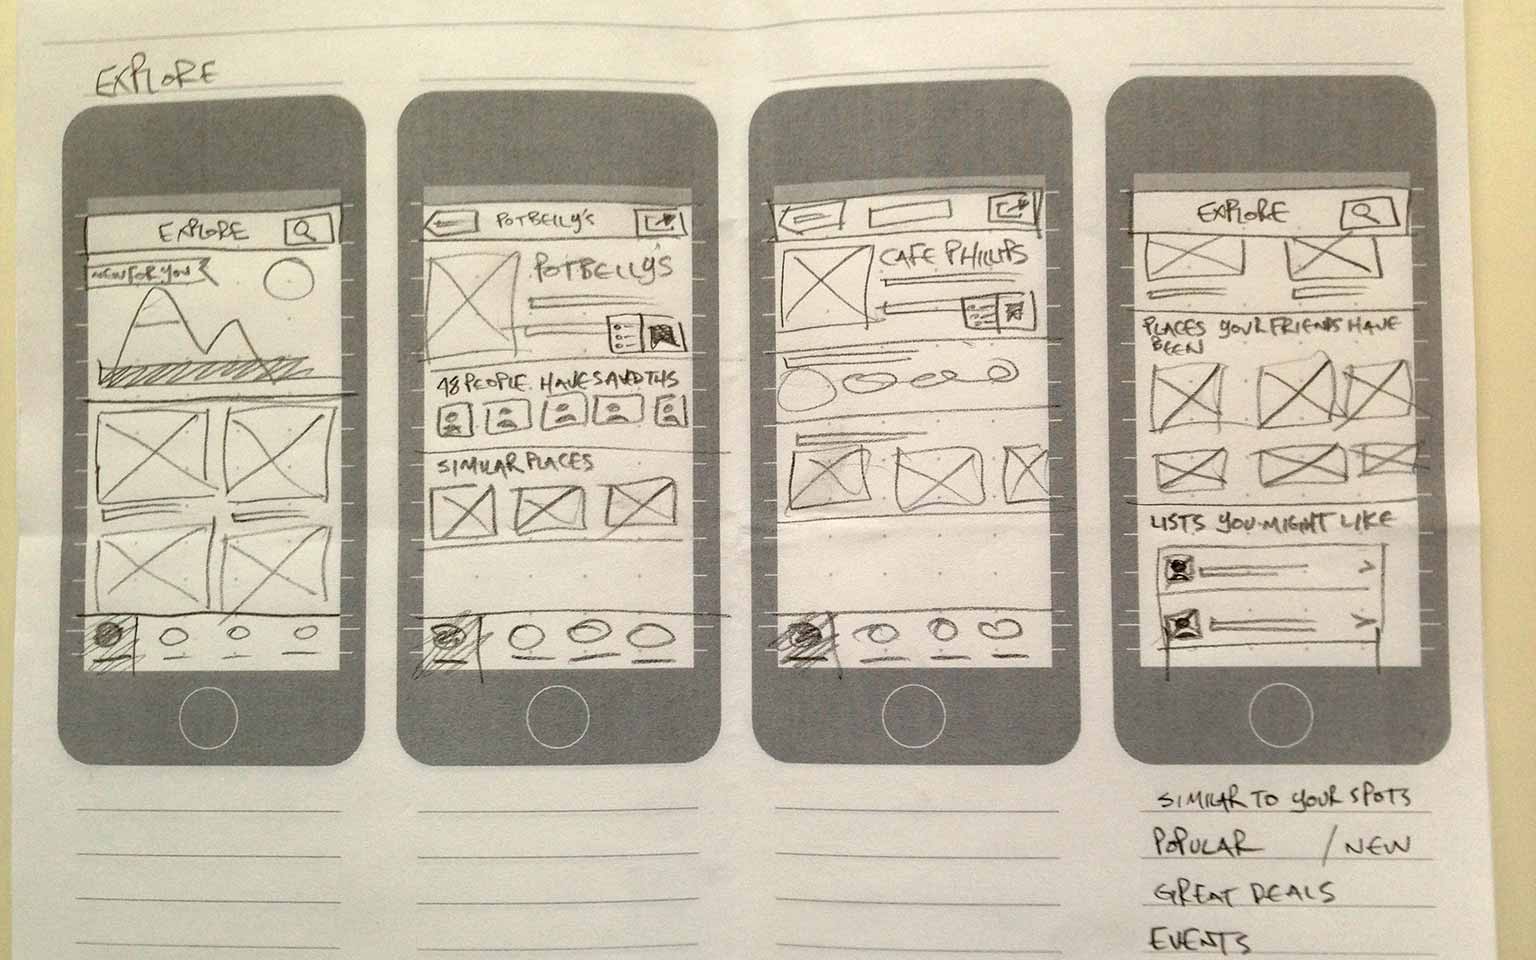 EXPLORE
EXPLORE
NEW FOR YOU
POTBELLY'S
POTBELLY'S
48 PEOPLE HAVE SAVED THIS
SIMILAR PLACES
CAFE PHILLIPS
EXPLORE
PLACES YOUR FRIENDS HAVE
BEEN
LISTS YOU MIGHT LIKE
SIMILAR TO YOUR SPOTS
POPULAR / NEW
GREAT DEALS
EVENTS